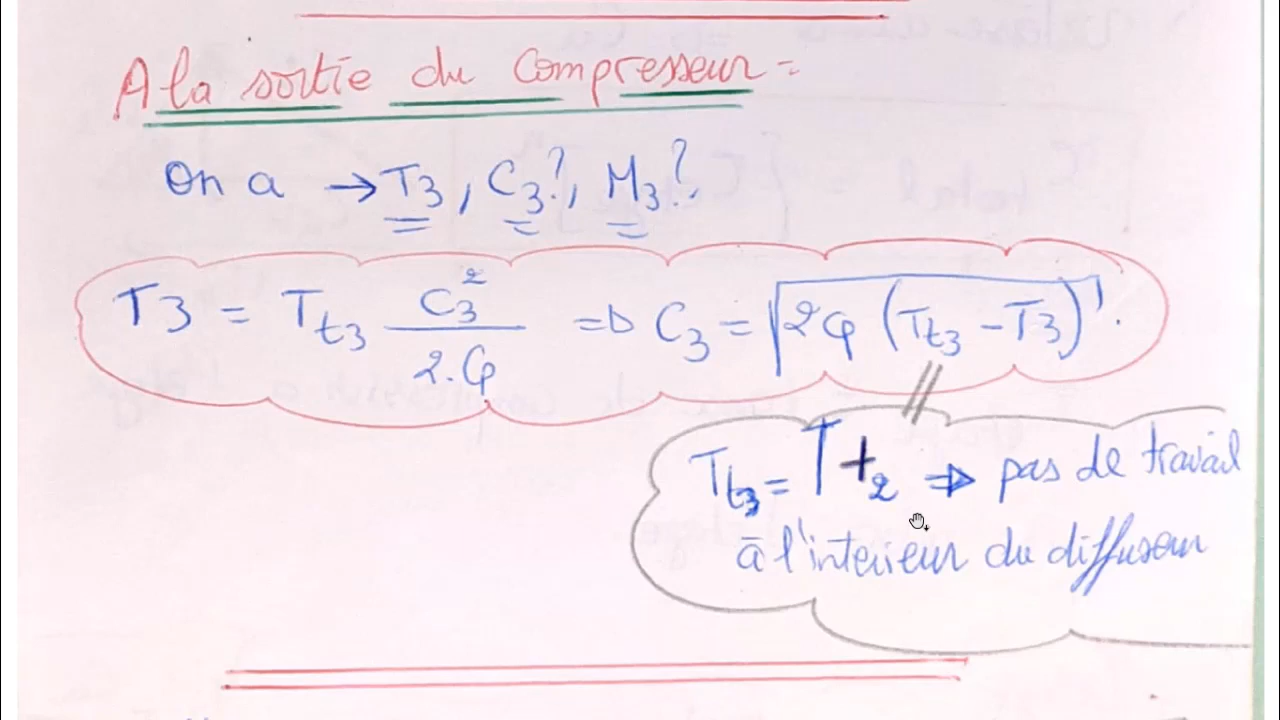 A la sortie du compresseur =
On a → T3, C3?, M3?
T3 = Tt3 C3² / 2.Cp => C3 = √2Cp (Tt3 - T3).
Tt3 = Tt2 => pas de travail
à l'interieur du diffuseur